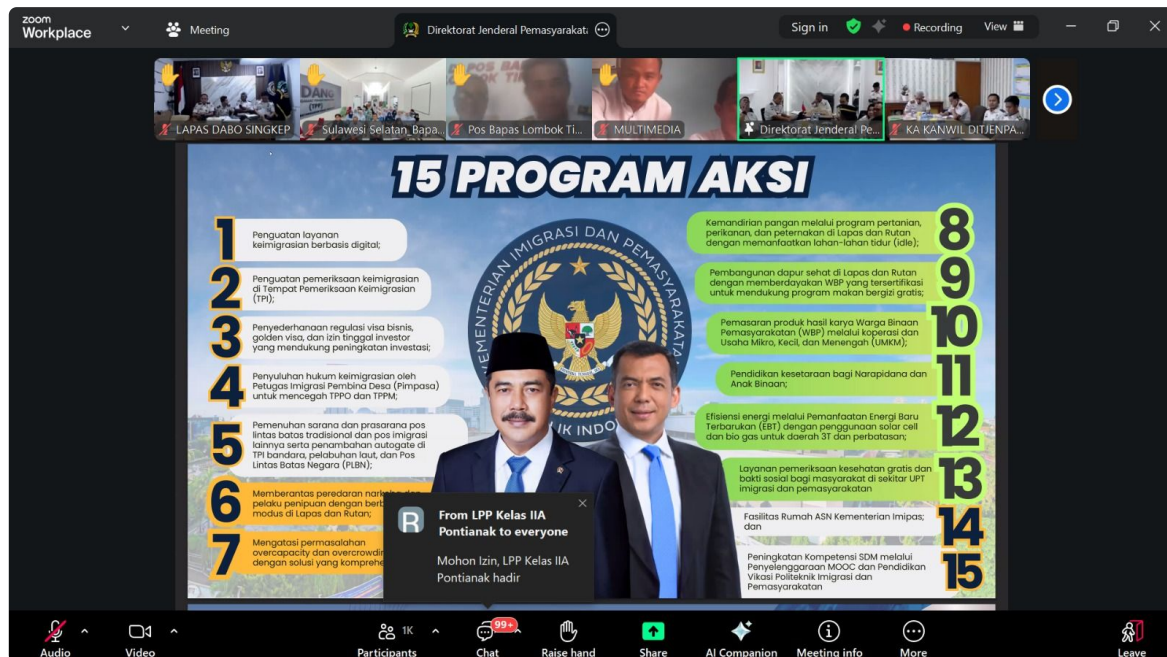 zoom
Workplace
Meeting
Direktorat Jenderal Pemasyarakat:
Sign in
Recording
View
LAPAS DABO SINGKEP
Sulawesi Selatan_Bapa...
Pos Bapas Lombok Ti...
MULTIMEDIA
Direktorat Jenderal Pe...
KA KANWIL DITJENPA...
15 PROGRAM AKSI
1
Penguatan layanan
keimigrasian berbasis digital;
2
Penguatan pemeriksaan keimigrasian
di Tempat Pemeriksaan Keimigrasian
(TPI);
3
Penyederhanaan regulasi visa bisnis,
golden visa, dan izin tinggal investor
yang mendukung peningkatan investasi;
4
Penyuluhan hukum keimigrasian oleh
Petugas Imigrasi Pembina Desa (Pimpasa)
untuk mencegah TPPO dan TPPM;
5
Pemenuhan sarana dan prasarana pos
lintas batas tradisional dan pos imigrasi
lainnya serta penambahan autogate di
TPI bandara, pelabuhan laut, dan Pos
Lintas Batas Negara (PLBN);
6
Memberantas peredaran
pelaku penipuan dengan berb
modus di Lapas dan Rutan;
7
Mengatasi permasalahan
overcapacity dan overcrowdin
dengan solusi yang komprehe
IMIGRASI DAN PEMASYARAKATA
IK INDO
Kemandirian pangan melalui program pertanian,
perikanan, dan peternakan di Lapas dan Rutan
dengan memanfaatkan lahan-lahan tidur (idle);
8
Pembangunan dapur sehat di Lapas dan Rutan
dengan memberdayakan WBP yang tersertifikasi
untuk mendukung program makan bergizi gratis;
9
Pemasaran produk hasil karya Warga Binaan
Pemasyarakatan (WBP) melalui koperasi dan
Usaha Mikro, Kecil, dan Menengah (UMKM);
10
Pendidikan kesetaraan bagi Narapidana dan
Anak Binaan;
11
Efisiensi energi melalui Pemanfaatan Energi Baru
Terbarukan (EBT) dengan penggunaan solar cell
dan bio gas untuk daerah 3T dan perbatasan;
12
Layanan pemeriksaan kesehatan gratis dan
bakti sosial bagi masyarakat di sekitar UPT
imigrasi dan pemasyarakatan
13
Fasilitas Rumah ASN Kementerian Imipas;
dan
14
Peningkatan Kompetensi SDM melalui
Penyelenggaraan MOOC dan Pendidikan
Vikasi Politeknik Imigrasi dan
Pemasyarakatan
15
R
From LPP Kelas IIA
Pontianak to everyone
Mohon Izin, LPP Kelas IIA
Pontianak hadir
Audio
Video
1K
Participants
99+
Chat
Raise hand
Share
AI Companion
Meeting info
More
Leave